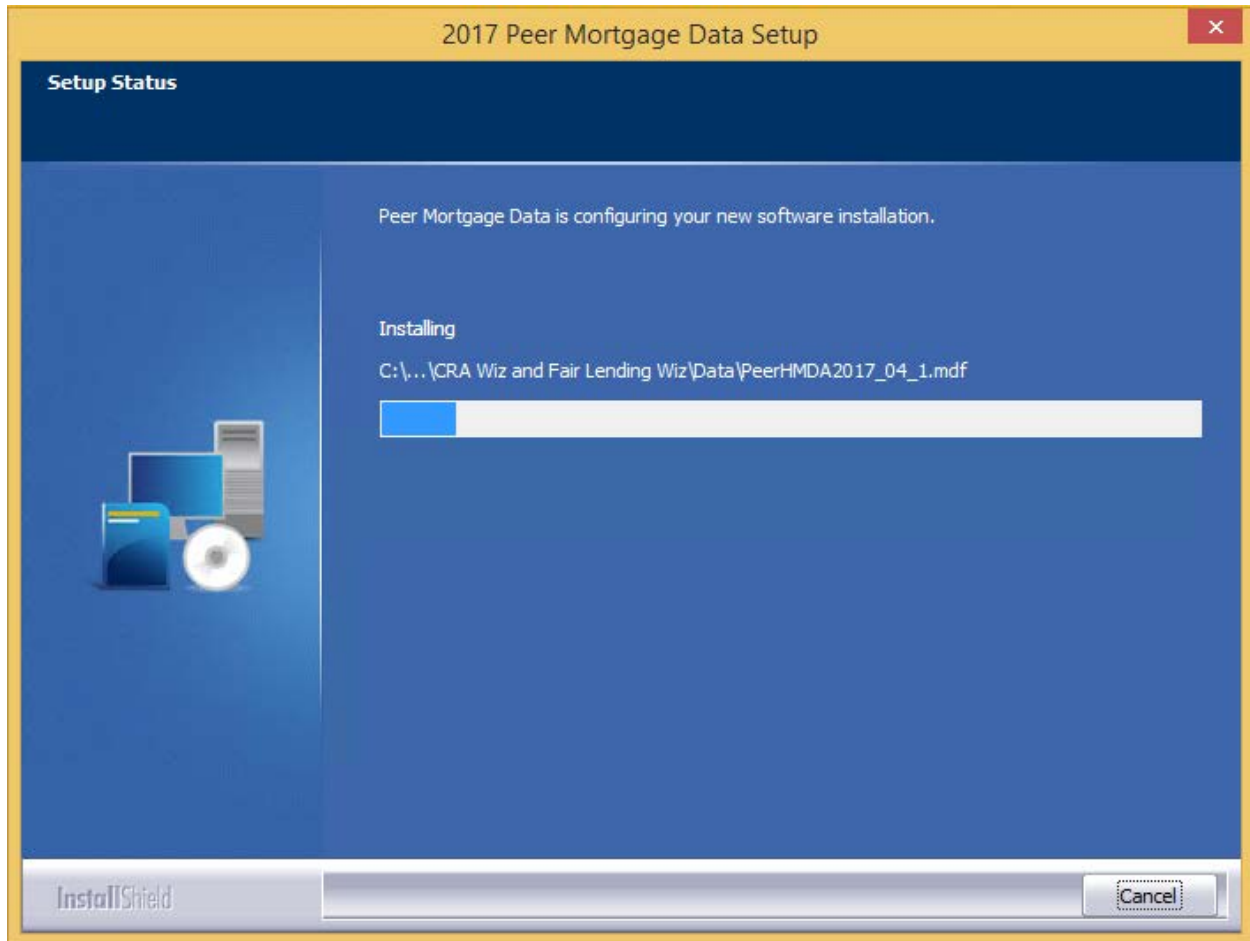 2017 Peer Mortgage Data Setup
Setup Status
Peer Mortgage Data is configuring your new software installation.
Installing
C:\...\CRA Wiz and Fair Lending Wiz\Data\PeerHMDA2017_04_1.mdf
InstallShield
Cancel